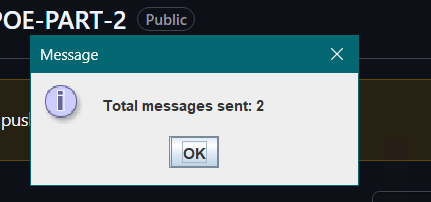 POE-PART-2 Public
Message
Total messages sent: 2
OK